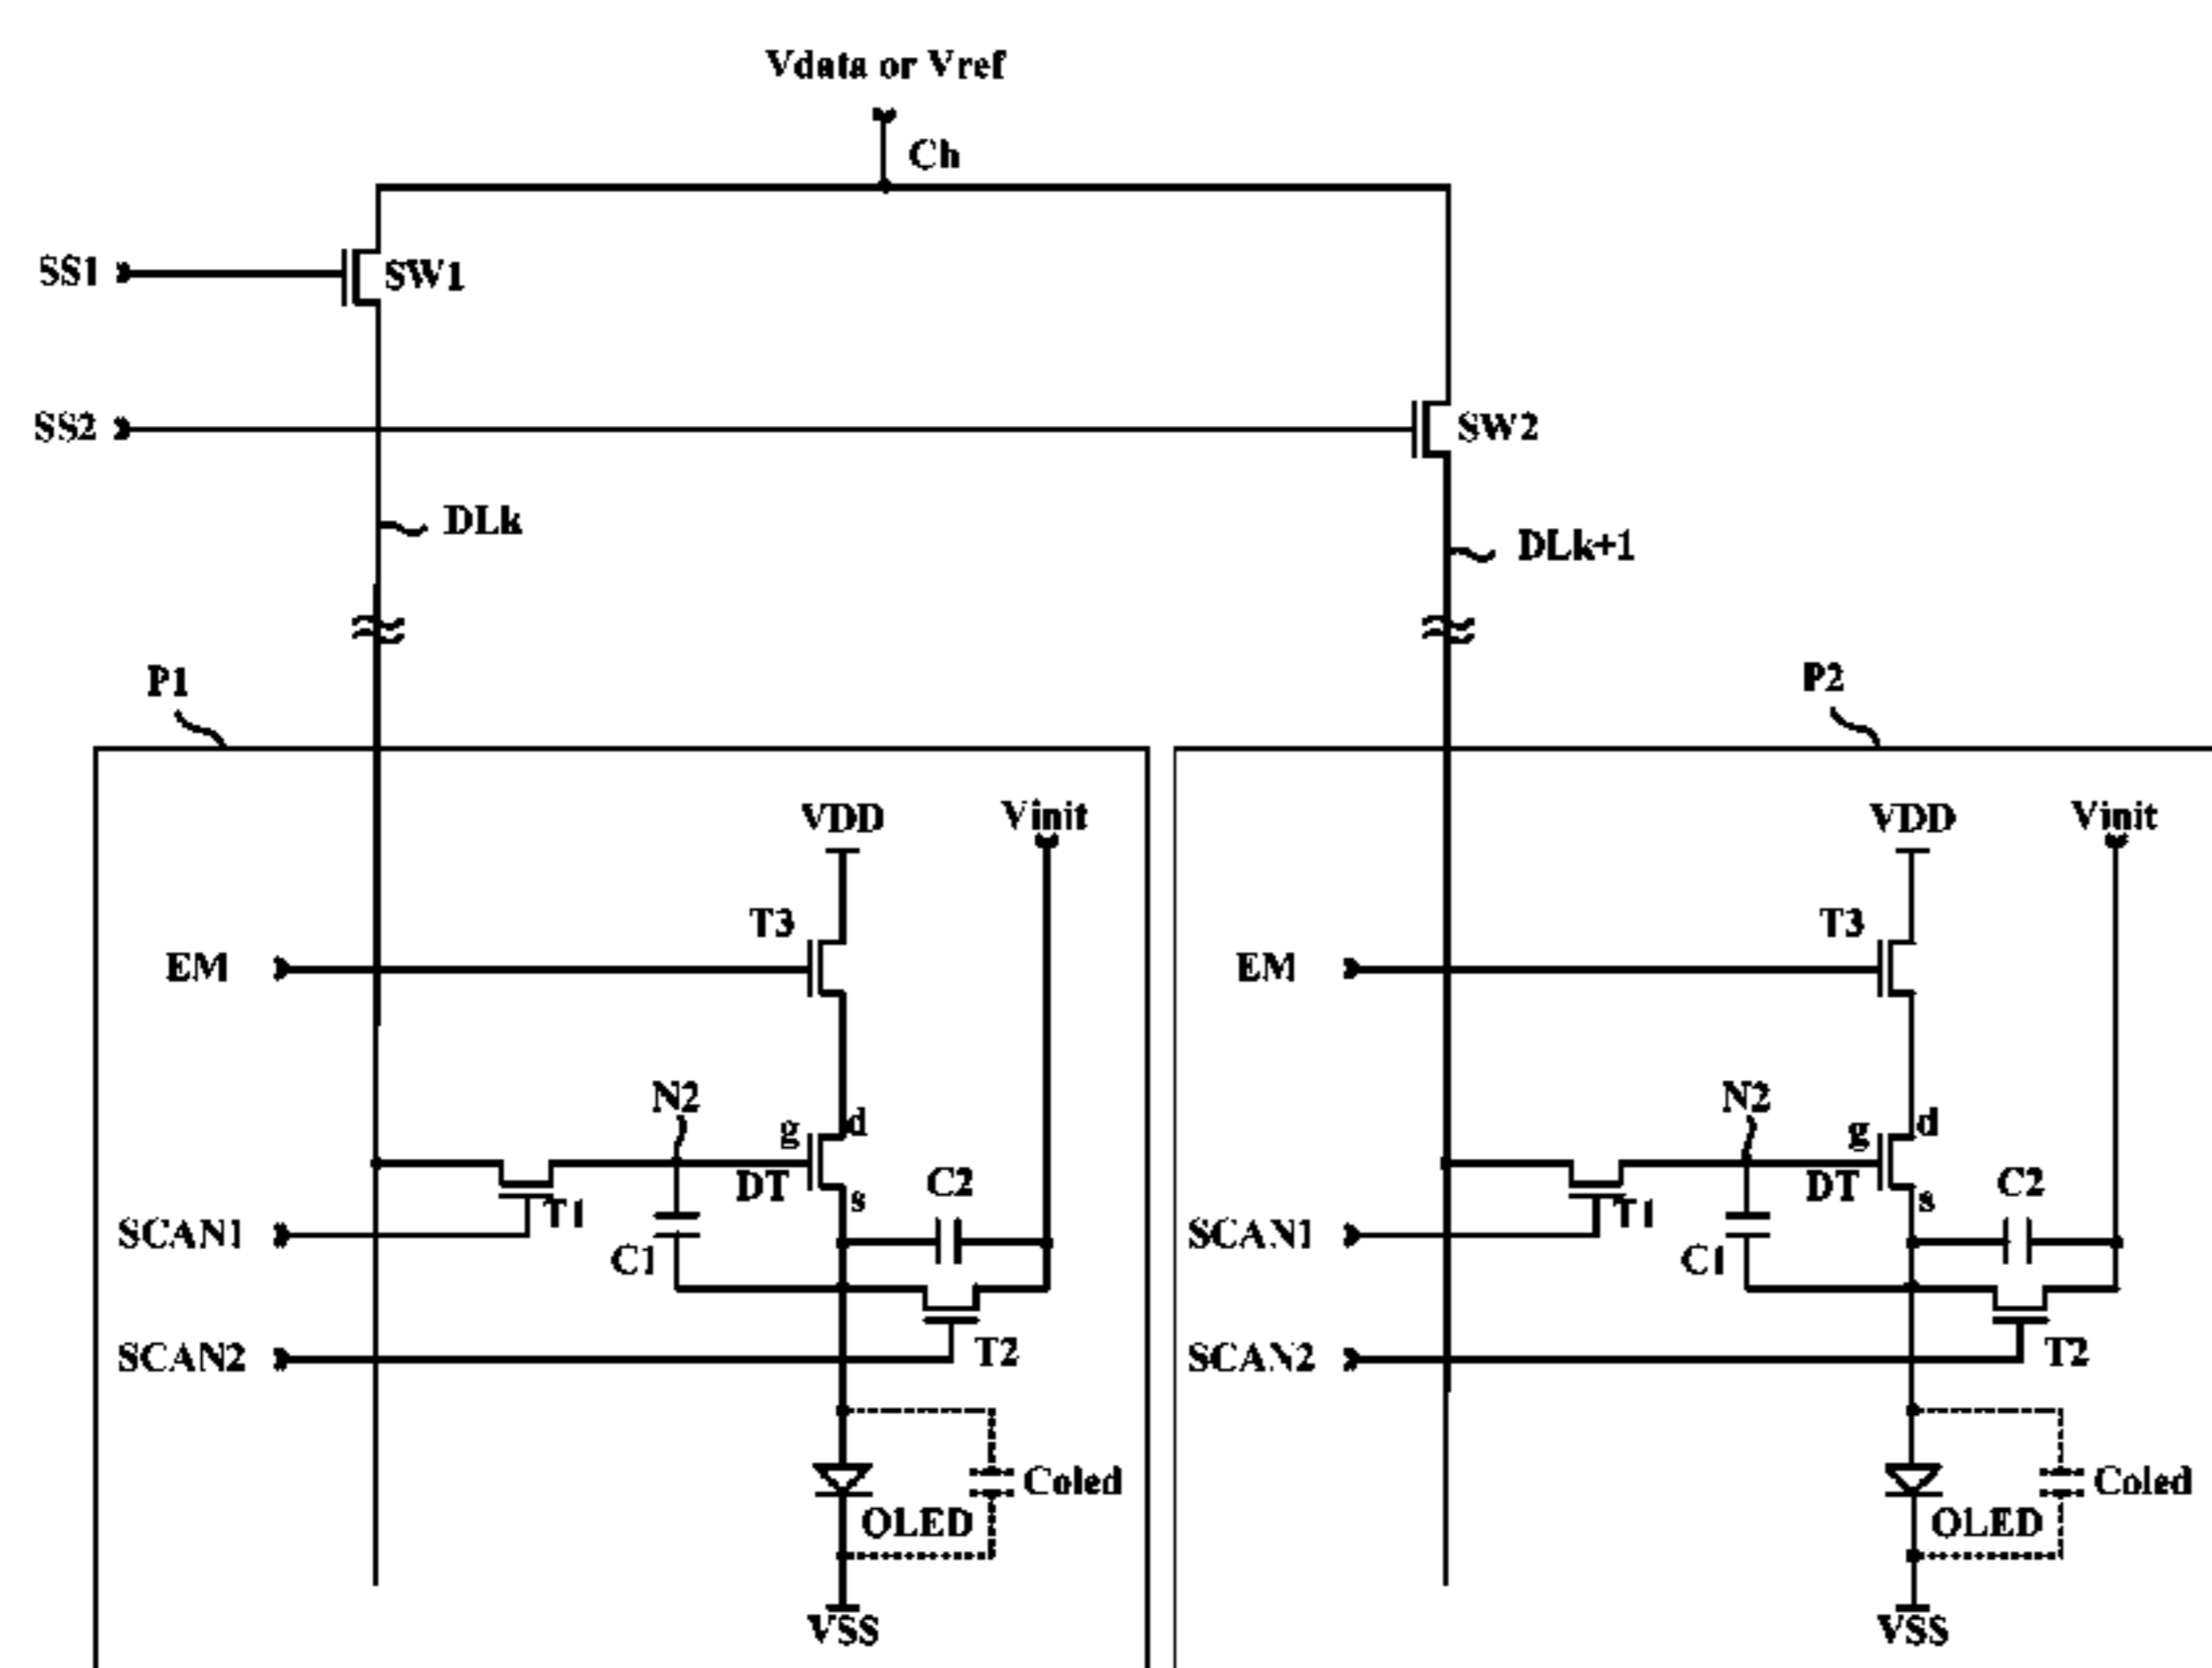 Vdata or Vref
Ch
SS1
SW1
SS2
SW2
DLk
DLk+1
P1
P2
VDD
Vinit
VDD
Vinit
T3
T3
EM
EM
N2
N2
g
d
g
d
DT
s
C2
DT
s
C2
T1
T1
SCAN1
SCAN1
C1
C1
SCAN2
T2
SCAN2
T2
Coled
Coled
OLED
OLED
VSS
VSS